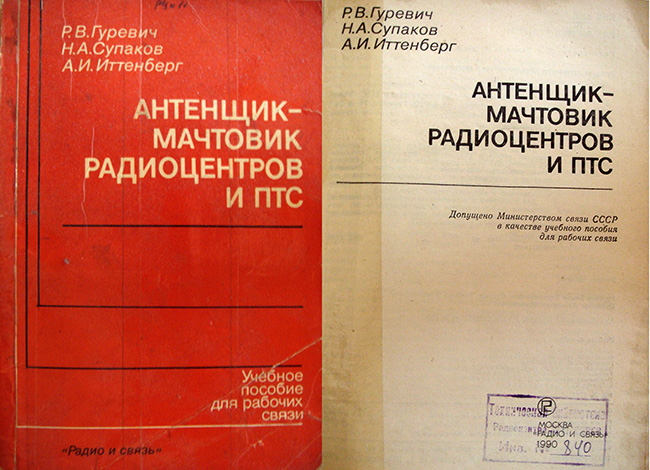 Р.В.Гуревич
Н.А.Супаков
А.И.Иттенберг
АНТЕНЩИК-
МАЧТОВИК
РАДИОЦЕНТРОВ
И ПТС
Учебное
пособие
для рабочих
связи
"Радио и связь"
Р.В.Гуревич
Н.А.Супаков
А.И.Иттенберг
АНТЕНЩИК-
МАЧТОВИК
РАДИОЦЕНТРОВ
И ПТС
Допущено Министерством связи СССР
в качестве учебного пособия
для рабочих связи
Техническая библиотека
МОСКВА
РАДИО И СВЯЗЬ
1990
Инв. № 840